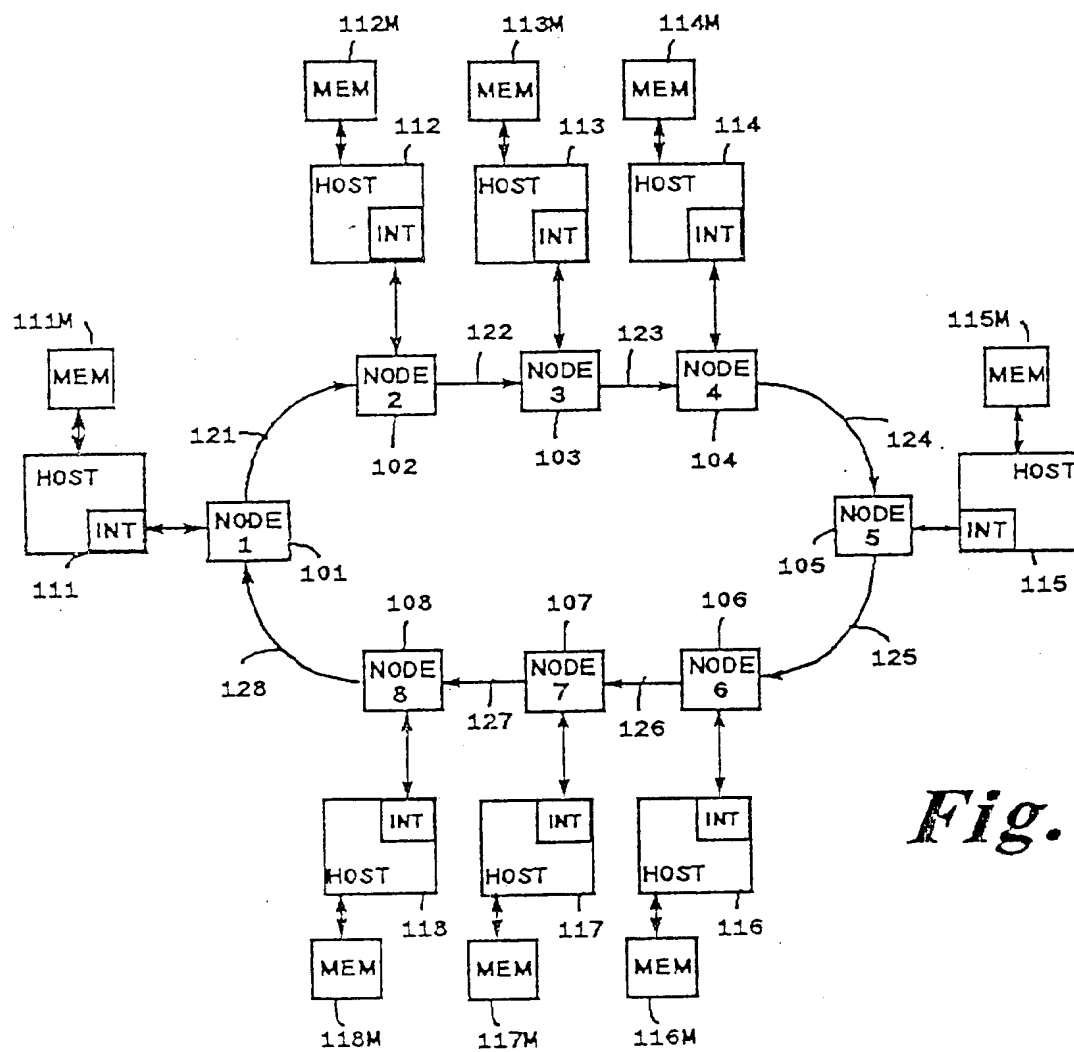 112M 113M 114M
MEM MEM MEM
112 113 114
HOST HOST HOST
INT INT INT
111M 115M
MEM MEM
122 123
NODE 2 NODE 3 NODE 4
121 124
102 103 104
HOST HOST
INT NODE 1 NODE 5 INT
111 101 105 115
108 107 106
128 125
NODE 8 NODE 7 NODE 6
127 126
INT INT INT
HOST HOST HOST
118 117 116
MEM MEM MEM
118M 117M 116M
Fig.